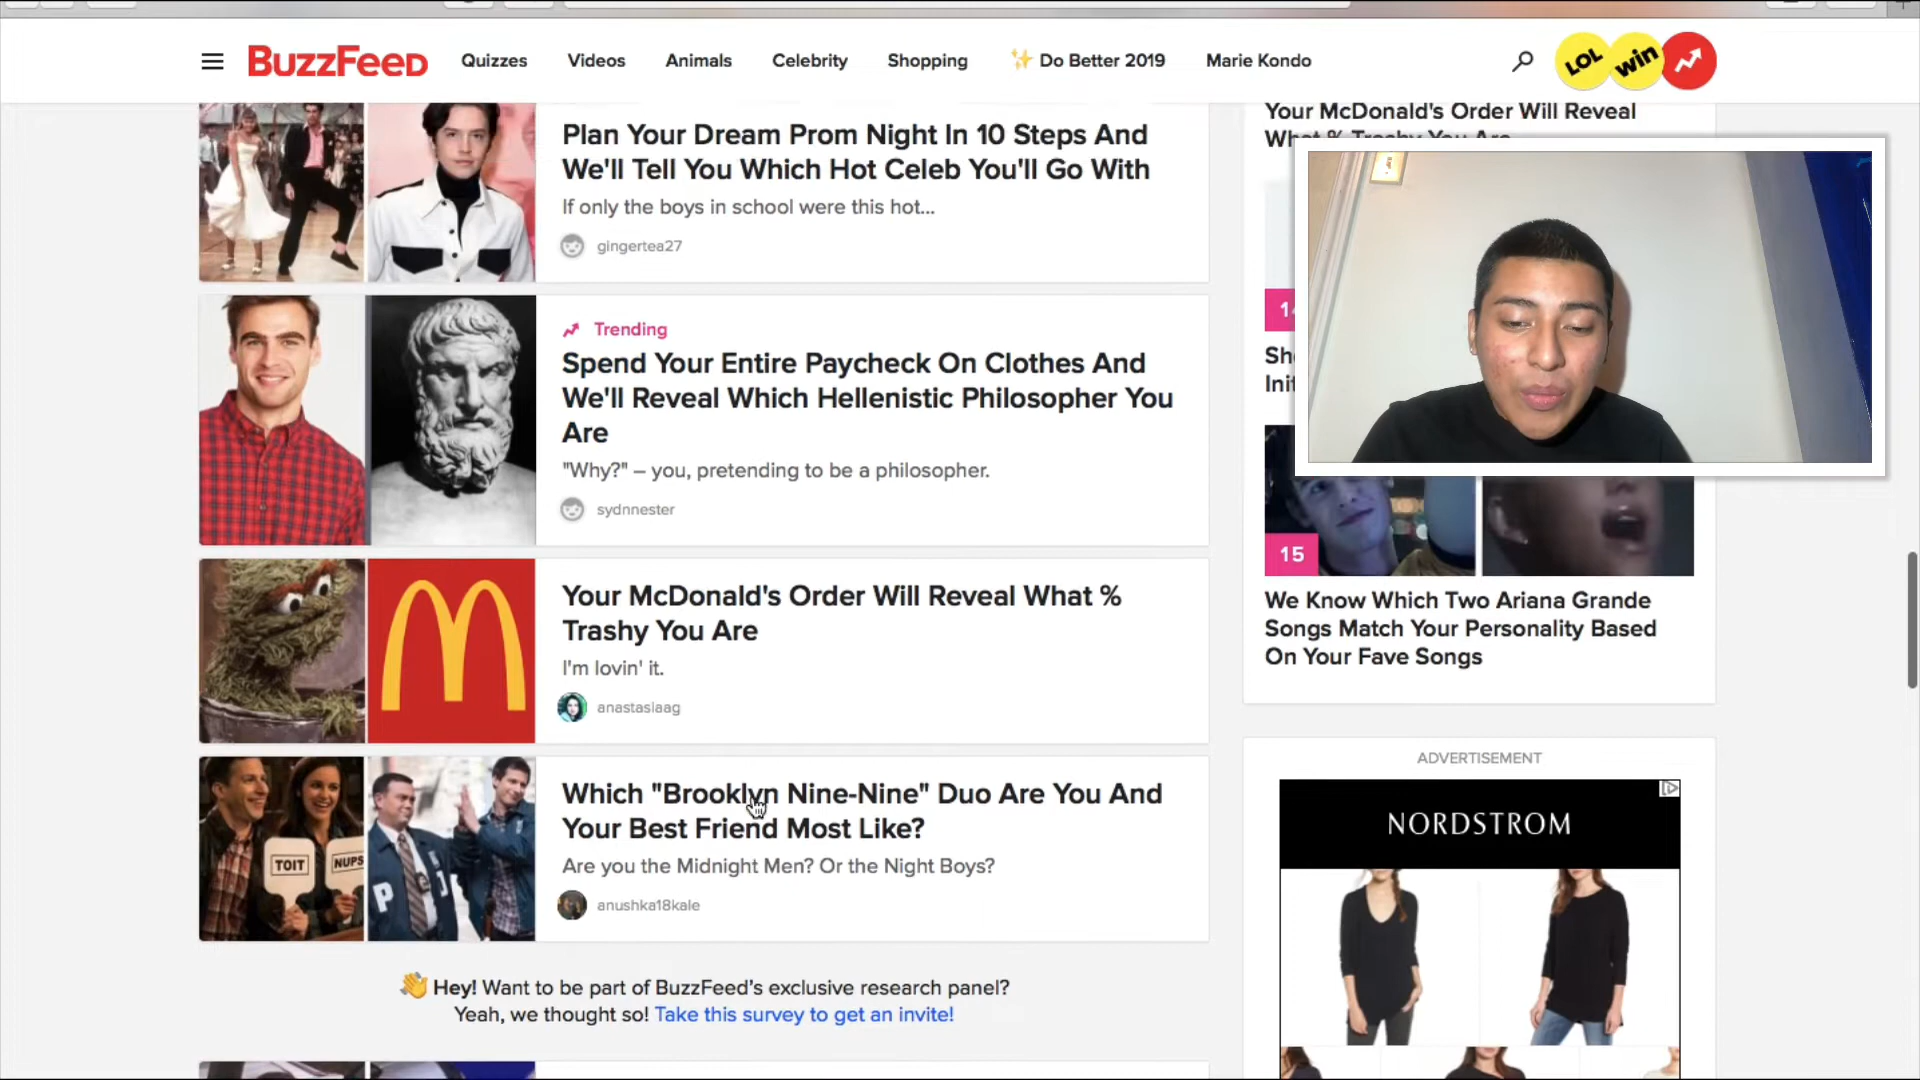 BuzzFeed
Quizzes
Videos
Animals
Celebrity
Shopping
Do Better 2019
Marie Kondo
LOL
win
Plan Your Dream Prom Night In 10 Steps And
We'll Tell You Which Hot Celeb You'll Go With
If only the boys in school were this hot...
gingertea27
Trending
Spend Your Entire Paycheck On Clothes And
We'll Reveal Which Hellenistic Philosopher You
Are
"Why?" – you, pretending to be a philosopher.
sydnnester
Your McDonald's Order Will Reveal What %
Trashy You Are
I'm lovin' it.
anastaslaag
TOIT
NUPS
P
Which "Brooklyn Nine-Nine" Duo Are You And
Your Best Friend Most Like?
Are you the Midnight Men? Or the Night Boys?
anushka18kale
👋 Hey! Want to be part of BuzzFeed's exclusive research panel?
Yeah, we thought so! Take this survey to get an invite!
Your McDonald's Order Will Reveal
What % Trashy You Are
15
We Know Which Two Ariana Grande
Songs Match Your Personality Based
On Your Fave Songs
ADVERTISEMENT
NORDSTROM